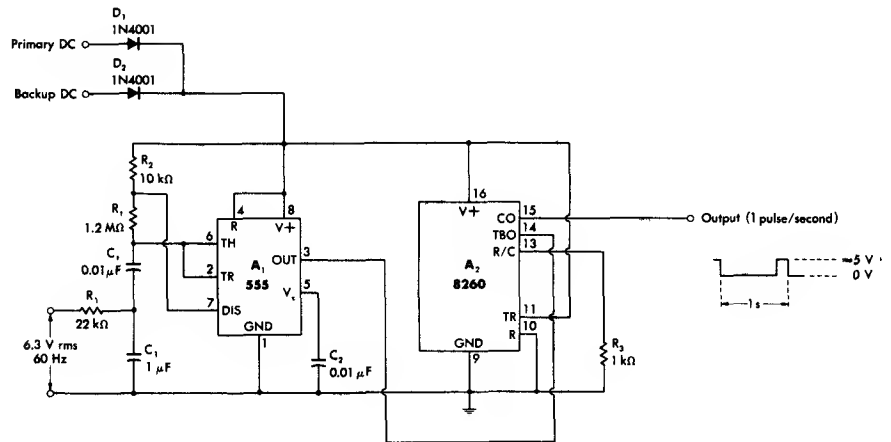 D₁
1N4001
Primary DC
D₂
1N4001
Backup DC
R₂
10 kΩ
R₁
1.2 MΩ
C₁
0.01 μF
R₁
22 kΩ
6.3 V rms
60 Hz
C₁
1 μF
4
8
R
V+
6
TH
3
OUT
A₁
555
2
TR
5
V꜀
7
DIS
GND
1
C₂
0.01 μF
16
V+
CO
15
Output (1 pulse/second)
TBO
14
R/C
13
A₂
8260
TR
11
R
10
GND
9
R₃
1 kΩ
≈5 V
0 V
1 s